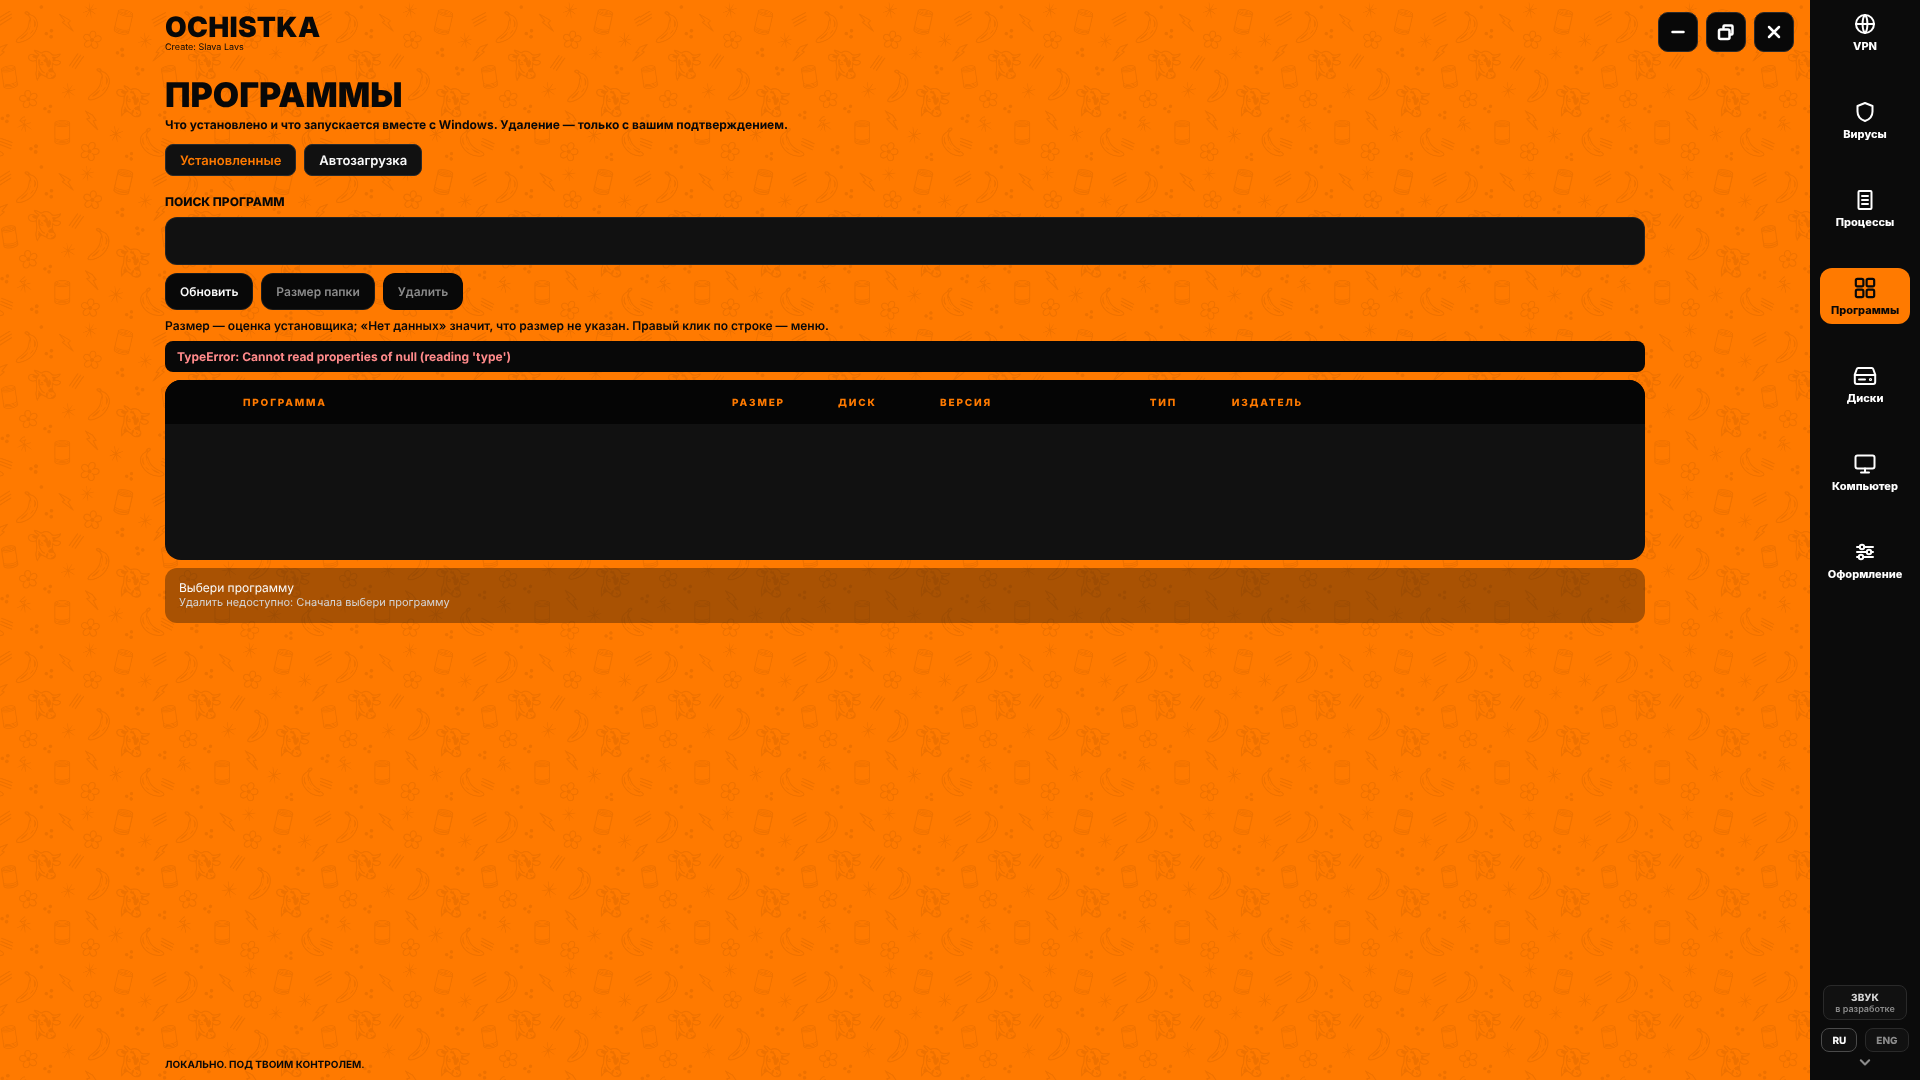 OCHISTKA
Create: Slava Lavs
ПРОГРАММЫ
Что установлено и что запускается вместе с Windows. Удаление — только с вашим подтверждением.
Установленные
Автозагрузка
ПОИСК ПРОГРАММ
Обновить
Размер папки
Удалить
Размер — оценка установщика; «Нет данных» значит, что размер не указан. Правый клик по строке — меню.
TypeError: Cannot read properties of null (reading 'type')
ПРОГРАММА РАЗМЕР ДИСК ВЕРСИЯ ТИП ИЗДАТЕЛЬ
Выбери программу
Удалить недоступно: Сначала выбери программу
ЛОКАЛЬНО. ПОД ТВОИМ КОНТРОЛЕМ.
VPN
Вирусы
Процессы
Программы
Диски
Компьютер
Оформление
ЗВУК
в разработке
RU ENG